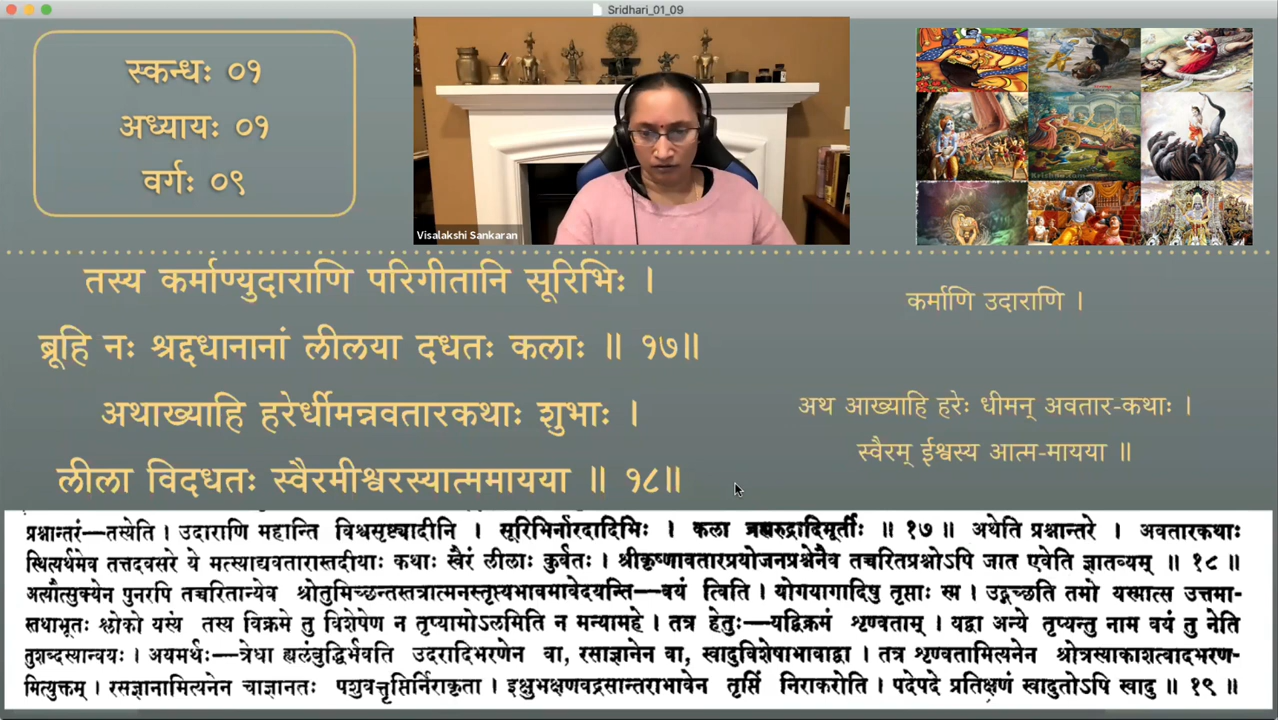 Sridhari_01_09
स्कन्धः ०१
अध्यायः ०१
वर्गः ०९
Visalakshi Sankaran
तस्य कर्माण्युदाराणि परिगीतानि सूरिभिः ।
ब्रूहि नः श्रद्दधानानां लीलया दधतः कलाः ॥ १७॥
अथाख्याहि हरेर्धीमन्नवतारकथाः शुभाः ।
लीला विदधतः स्वैरमीश्वरस्यात्ममायया ॥ १८॥
कर्माणि उदाराणि ।
अथ आख्याहि हरेः धीमन् अवतार-कथाः ।
स्वैरम् ईश्वस्य आत्म-मायया ॥
प्रश्नान्तरं—तस्येति । उदाराणि महान्ति विश्वसृष्ट्यादीनि । सूरिभिर्नारदादिभिः । कला ब्रह्मरुद्रादिमूर्तीः ॥ १७ ॥ अथेति प्रश्नान्तरे । अवतारकथाः
स्थित्यर्थमेव तत्तदवसरे ये मत्स्याद्यवतारास्तदीयाः कथाः स्वैरं लीलाः कुर्वतः । श्रीकृष्णावतारप्रयोजनप्रश्नेनैव तच्चरितप्रश्नोऽपि जात एवेति ज्ञातव्यम् ॥ १८ ॥
अत्यौत्सुक्येन पुनरपि तच्चरितान्येव श्रोतुमिच्छन्तस्तत्रात्मनस्तृप्त्यभावमावेदयन्ति—वयं त्विति । योगयागादिषु तृप्ताः स्म । उद्गच्छति तमो यस्मात्स उत्तमा-
स्तथाभूतः श्लोको यस्य तस्य विक्रमे तु विशेषेण न तृप्यामोऽलमिति न मन्यामहे । तत्र हेतुः—यद्विक्रमं शृण्वताम् । यद्वा अन्ये तृप्यन्तु नाम वयं तु नेति
तुशब्दस्यान्वयः । अयमर्थः—त्रेधा ह्यलंबुद्धिर्भवति उदरादिभरणेन वा, रसाज्ञानेन वा, स्वादुविशेषाभावाद्वा । तत्र शृण्वतामित्यनेन श्रोत्रस्याकाशत्वादभरण-
मित्युक्तम् । रसज्ञानामित्यनेन चाज्ञानतः पशुवत्तृप्तिर्निराकृता । इक्षुभक्षणवद्रसान्तराभावेन तृप्तिं निराकरोति । पदेपदे प्रतिक्षणं स्वादुतोऽपि स्वादु ॥ १९ ॥